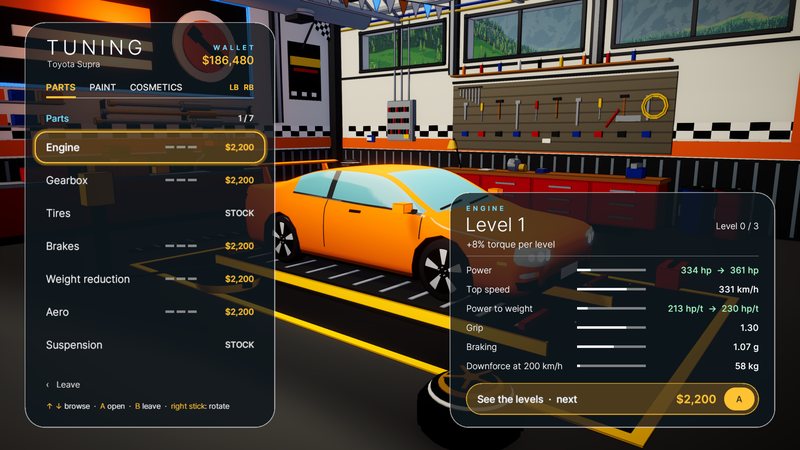 TUNING
Toyota Supra
WALLET
$186,480
PARTS PAINT COSMETICS LB RB
Parts 1/7
Engine $2,200
Gearbox $2,200
Tires STOCK
Brakes $2,200
Weight reduction $2,200
Aero $2,200
Suspension STOCK
‹ Leave
↑ ↓ browse · A open · B leave · right stick: rotate
ENGINE
Level 1 Level 0 / 3
+8% torque per level
Power 334 hp → 361 hp
Top speed 331 km/h
Power to weight 213 hp/t → 230 hp/t
Grip 1.30
Braking 1.07 g
Downforce at 200 km/h 58 kg
See the levels · next $2,200 A